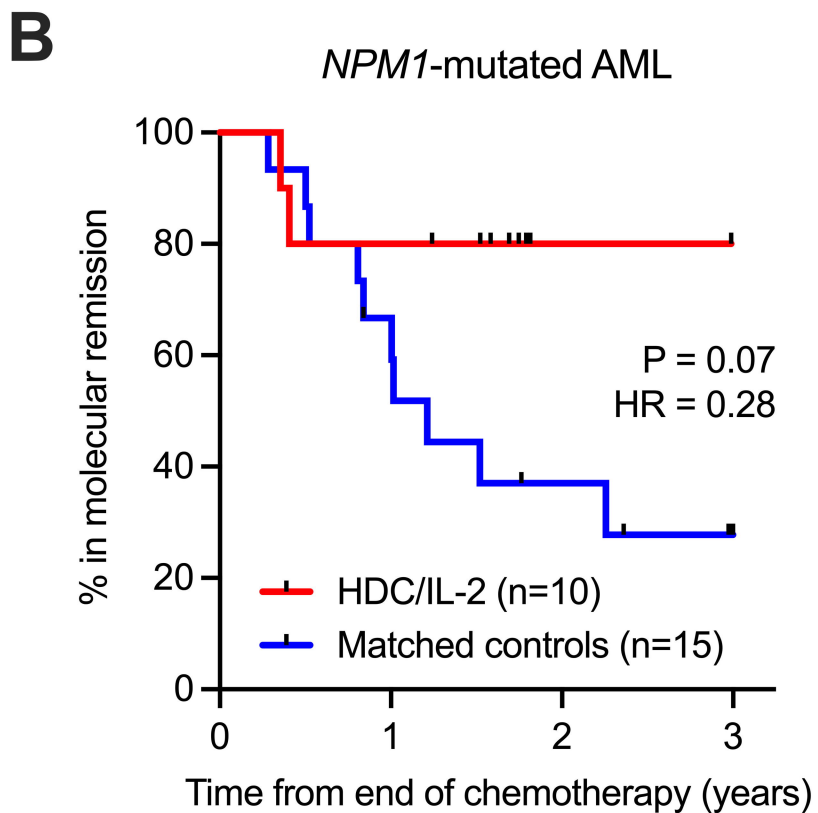 B
NPM1-mutated AML
% in molecular remission
100
80
60
40
20
0
P = 0.07
HR = 0.28
HDC/IL-2 (n=10)
Matched controls (n=15)
0 1 2 3
Time from end of chemotherapy (years)